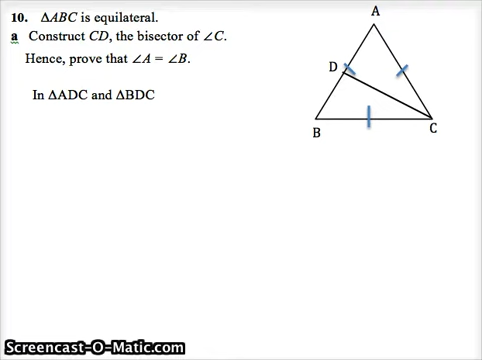 10. ΔABC is equilateral.
a Construct CD, the bisector of ∠C.
Hence, prove that ∠A = ∠B.
In ΔADC and ΔBDC
A
D
B
C
Screencast-O-Matic.com